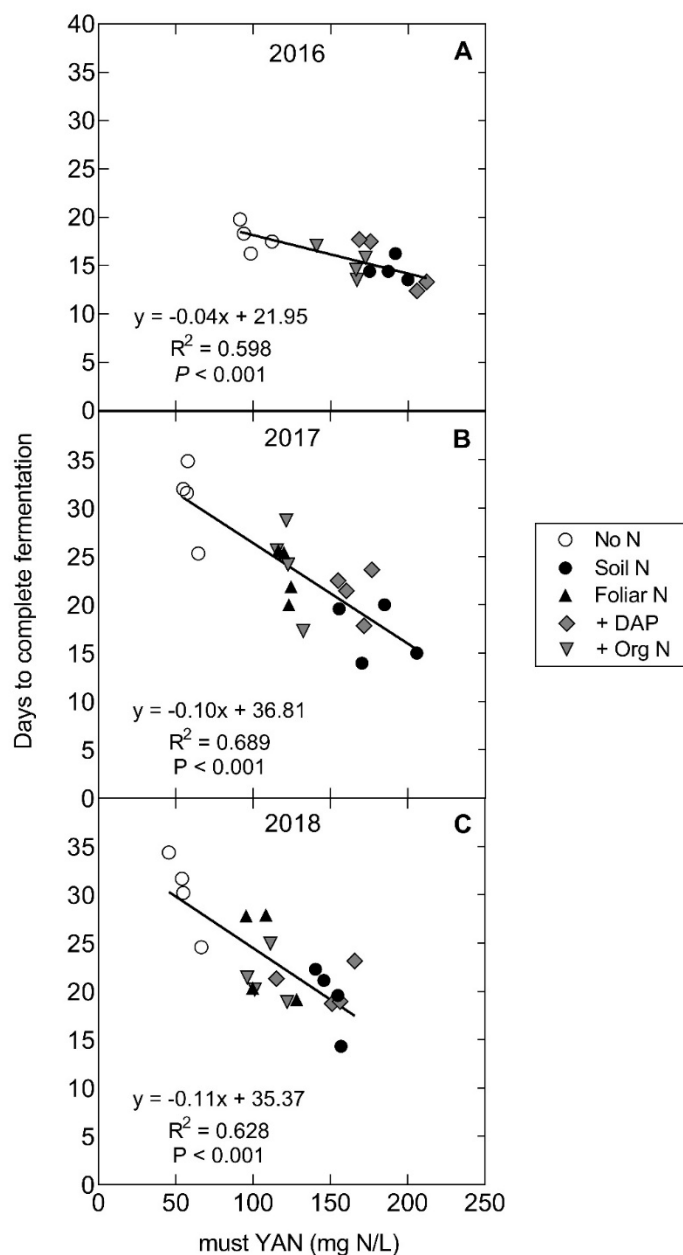 Days to complete fermentation
40
35
30
25
20
15
10
5
0
2016
A
y = -0.04x + 21.95
R² = 0.598
P < 0.001
35
30
25
20
15
10
5
0
2017
B
y = -0.10x + 36.81
R² = 0.689
P < 0.001
35
30
25
20
15
10
5
0
2018
C
y = -0.11x + 35.37
R² = 0.628
P < 0.001
0 50 100 150 200 250
must YAN (mg N/L)
No N
Soil N
Foliar N
+ DAP
+ Org N